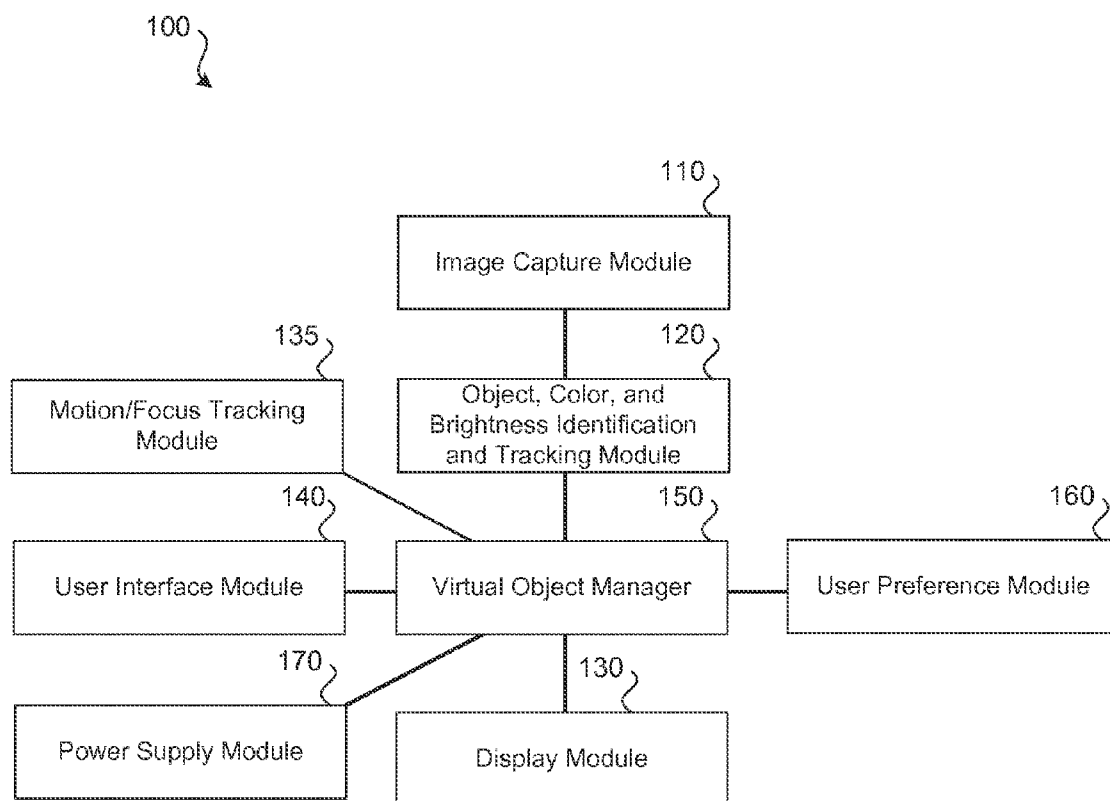 100
110
Image Capture Module
135
120
Motion/Focus Tracking
Module
Object, Color, and
Brightness Identification
and Tracking Module
140
150
160
User Interface Module
Virtual Object Manager
User Preference Module
170
130
Power Supply Module
Display Module